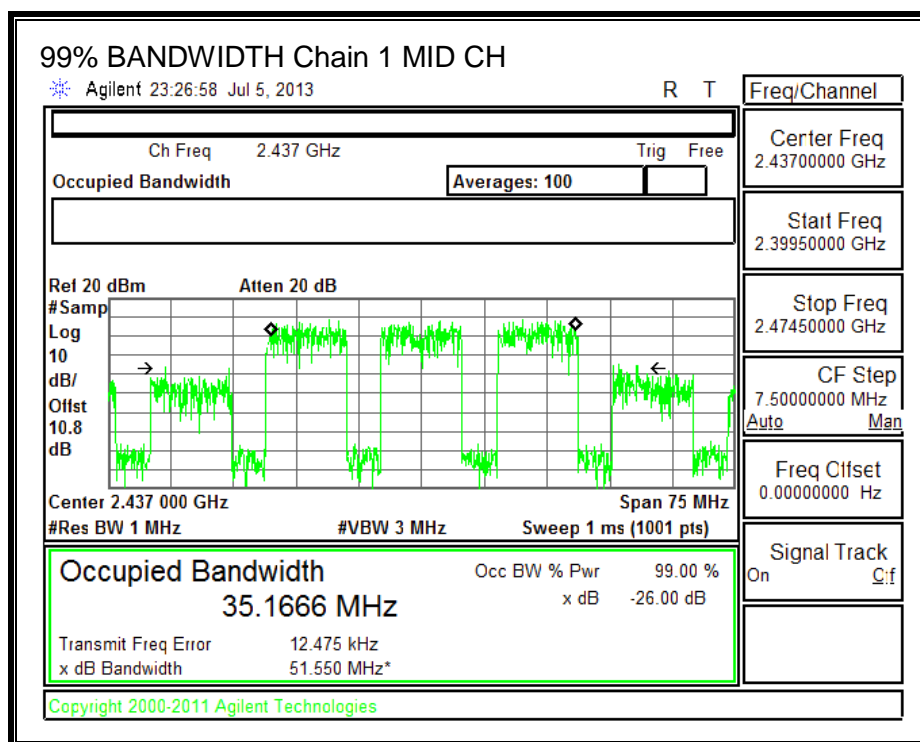 99% BANDWIDTH Chain 1 MID CH
Agilent 23:26:58 Jul 5, 2013 R T
Ch Freq 2.437 GHz Trig Free
Occupied Bandwidth Averages: 100
Ref 20 dBm Atten 20 dB
#Samp
Log
10
dB/
Offst
10.8
dB
Center 2.437 000 GHz Span 75 MHz
#Res BW 1 MHz #VBW 3 MHz Sweep 1 ms (1001 pts)
Occupied Bandwidth Occ BW % Pwr 99.00 %
35.1666 MHz x dB -26.00 dB
Transmit Freq Error 12.475 kHz
x dB Bandwidth 51.550 MHz*
Copyright 2000-2011 Agilent Technologies
Freq/Channel
Center Freq
2.43700000 GHz
Start Freq
2.39950000 GHz
Stop Freq
2.47450000 GHz
CF Step
7.50000000 MHz
Auto Man
Freq Offset
0.00000000 Hz
Signal Track
On Off